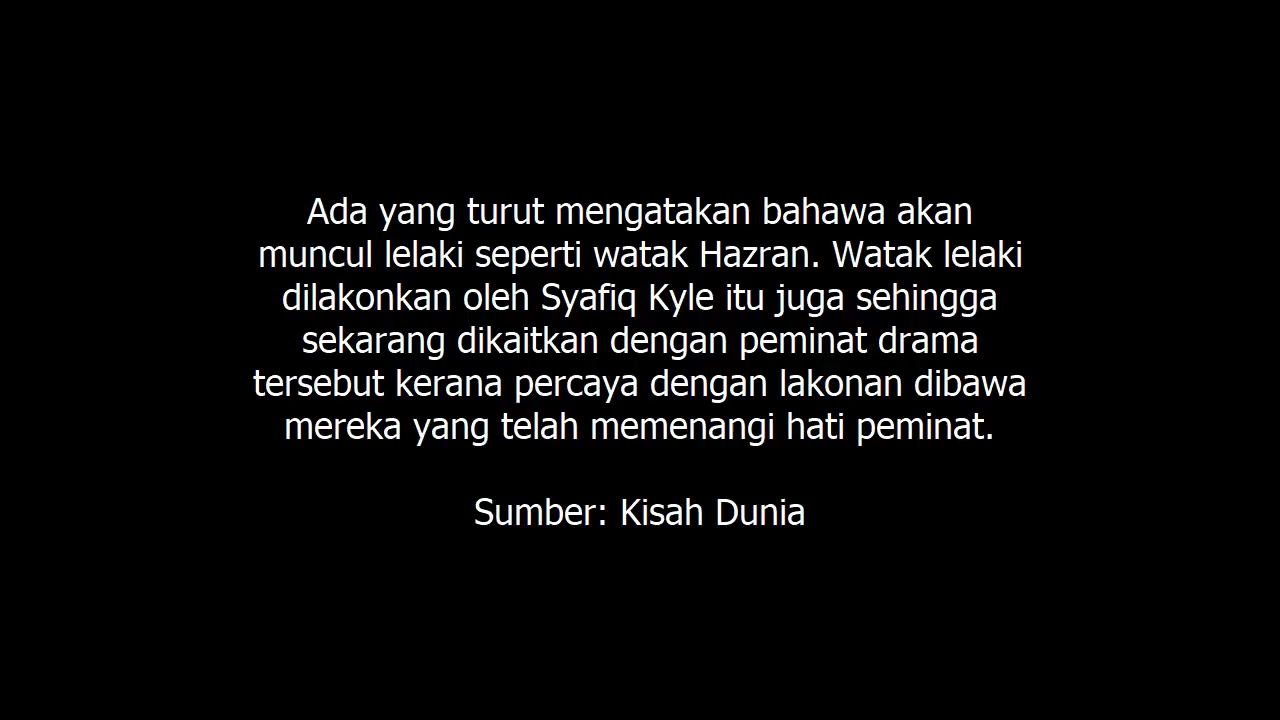 Ada yang turut mengatakan bahawa akan
muncul lelaki seperti watak Hazran. Watak lelaki
dilakonkan oleh Syafiq Kyle itu juga sehingga
sekarang dikaitkan dengan peminat drama
tersebut kerana percaya dengan lakonan dibawa
mereka yang telah memenangi hati peminat.
Sumber: Kisah Dunia